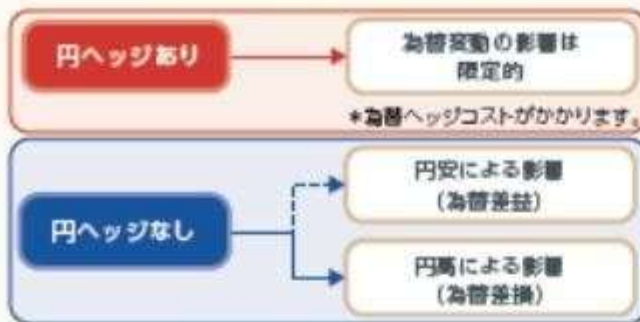 円ヘッジあり
為替変動の影響は
限定的
*為替ヘッジコストがかかります。
円ヘッジなし
円安による影響
(為替差益)
円高による影響
(為替差損)